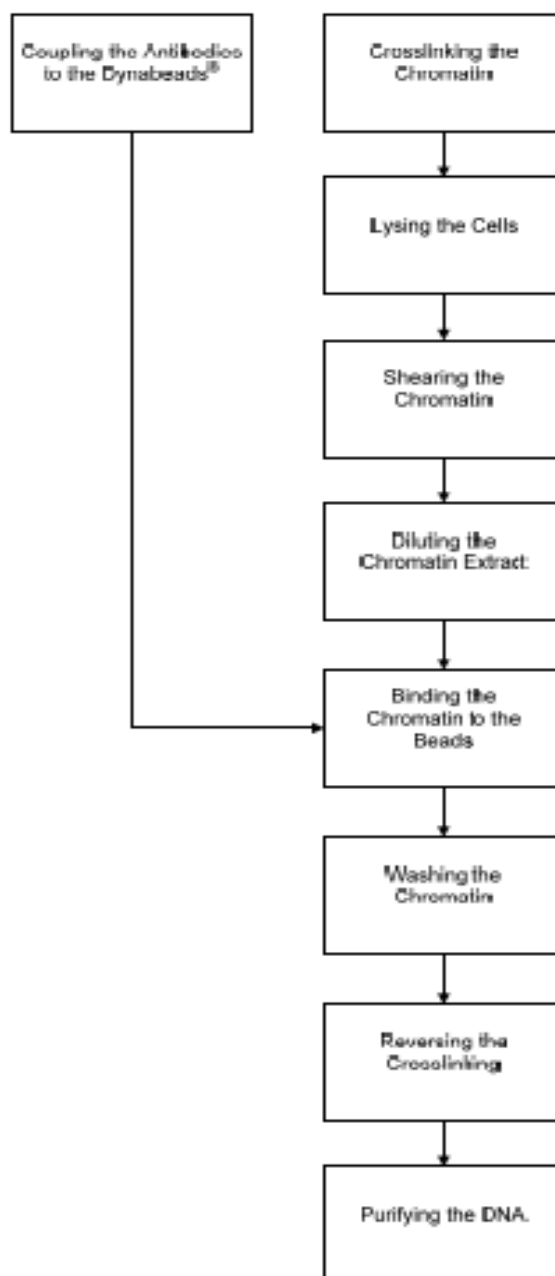 Coupling the Antibodies
to the Dynabeads®
Crosslinking the
Chromatin
Lysing the Cells
Shearing the
Chromatin
Diluting the
Chromatin Extract
Binding the
Chromatin to the
Beads
Washing the
Chromatin
Reversing the
Crosslinking
Purifying the DNA.